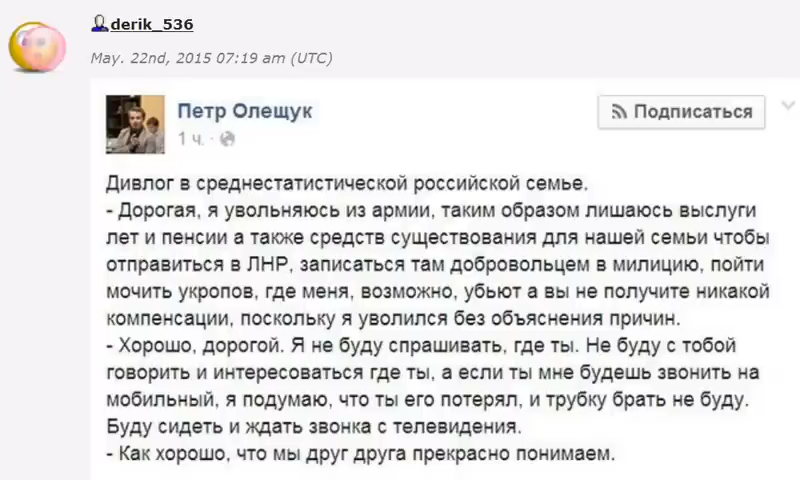 derik_536
May. 22nd, 2015 07:19 am (UTC)
Петр Олещук
Подписаться
1 ч. ·
Дивлог в среднестатистической российской семье.
- Дорогая, я увольняюсь из армии, таким образом лишаюсь выслуги
лет и пенсии а также средств существования для нашей семьи чтобы
отправиться в ЛНР, записаться там добровольцем в милицию, пойти
мочить укропов, где меня, возможно, убьют а вы не получите никакой
компенсации, поскольку я уволился без объяснения причин.
- Хорошо, дорогой. Я не буду спрашивать, где ты. Не буду с тобой
говорить и интересоваться где ты, а если ты мне будешь звонить на
мобильный, я подумаю, что ты его потерял, и трубку брать не буду.
Буду сидеть и ждать звонка с телевидения.
- Как хорошо, что мы друг друга прекрасно понимаем.